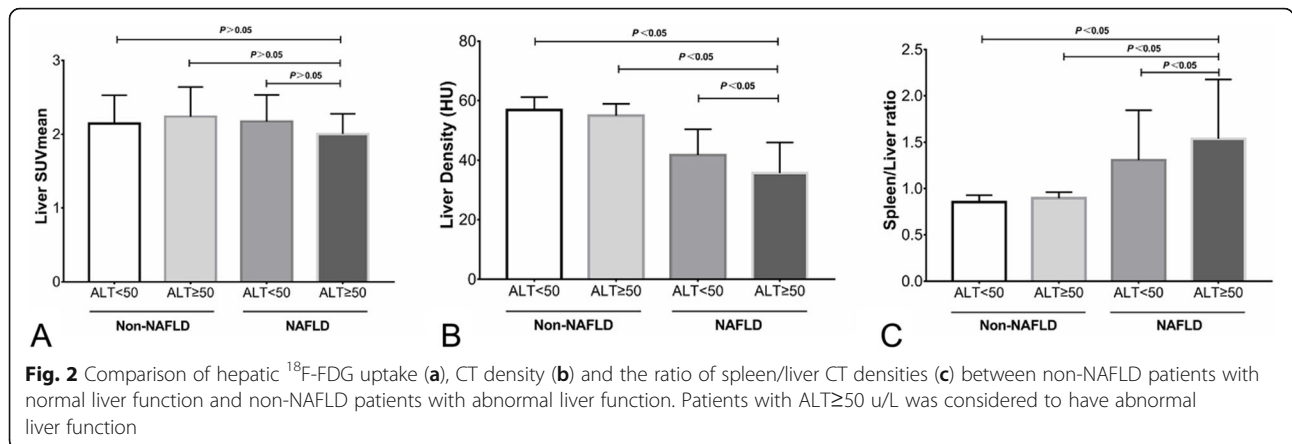 P>0.05
P>0.05
P>0.05
3
2
1
0
Liver SUVmean
ALT<50 ALT≥50 ALT<50 ALT≥50
Non-NAFLD NAFLD
A
P<0.05
P<0.05
P<0.05
80
60
40
20
0
Liver Density (HU)
ALT<50 ALT≥50 ALT<50 ALT≥50
Non-NAFLD NAFLD
B
P<0.05
P<0.05
P<0.05
2.5
2.0
1.5
1.0
0.5
0.0
Spleen/Liver ratio
ALT<50 ALT≥50 ALT<50 ALT≥50
Non-NAFLD NAFLD
C
Fig. 2 Comparison of hepatic ¹⁸F-FDG uptake (a), CT density (b) and the ratio of spleen/liver CT densities (c) between non-NAFLD patients with
normal liver function and non-NAFLD patients with abnormal liver function. Patients with ALT≥50 u/L was considered to have abnormal
liver function